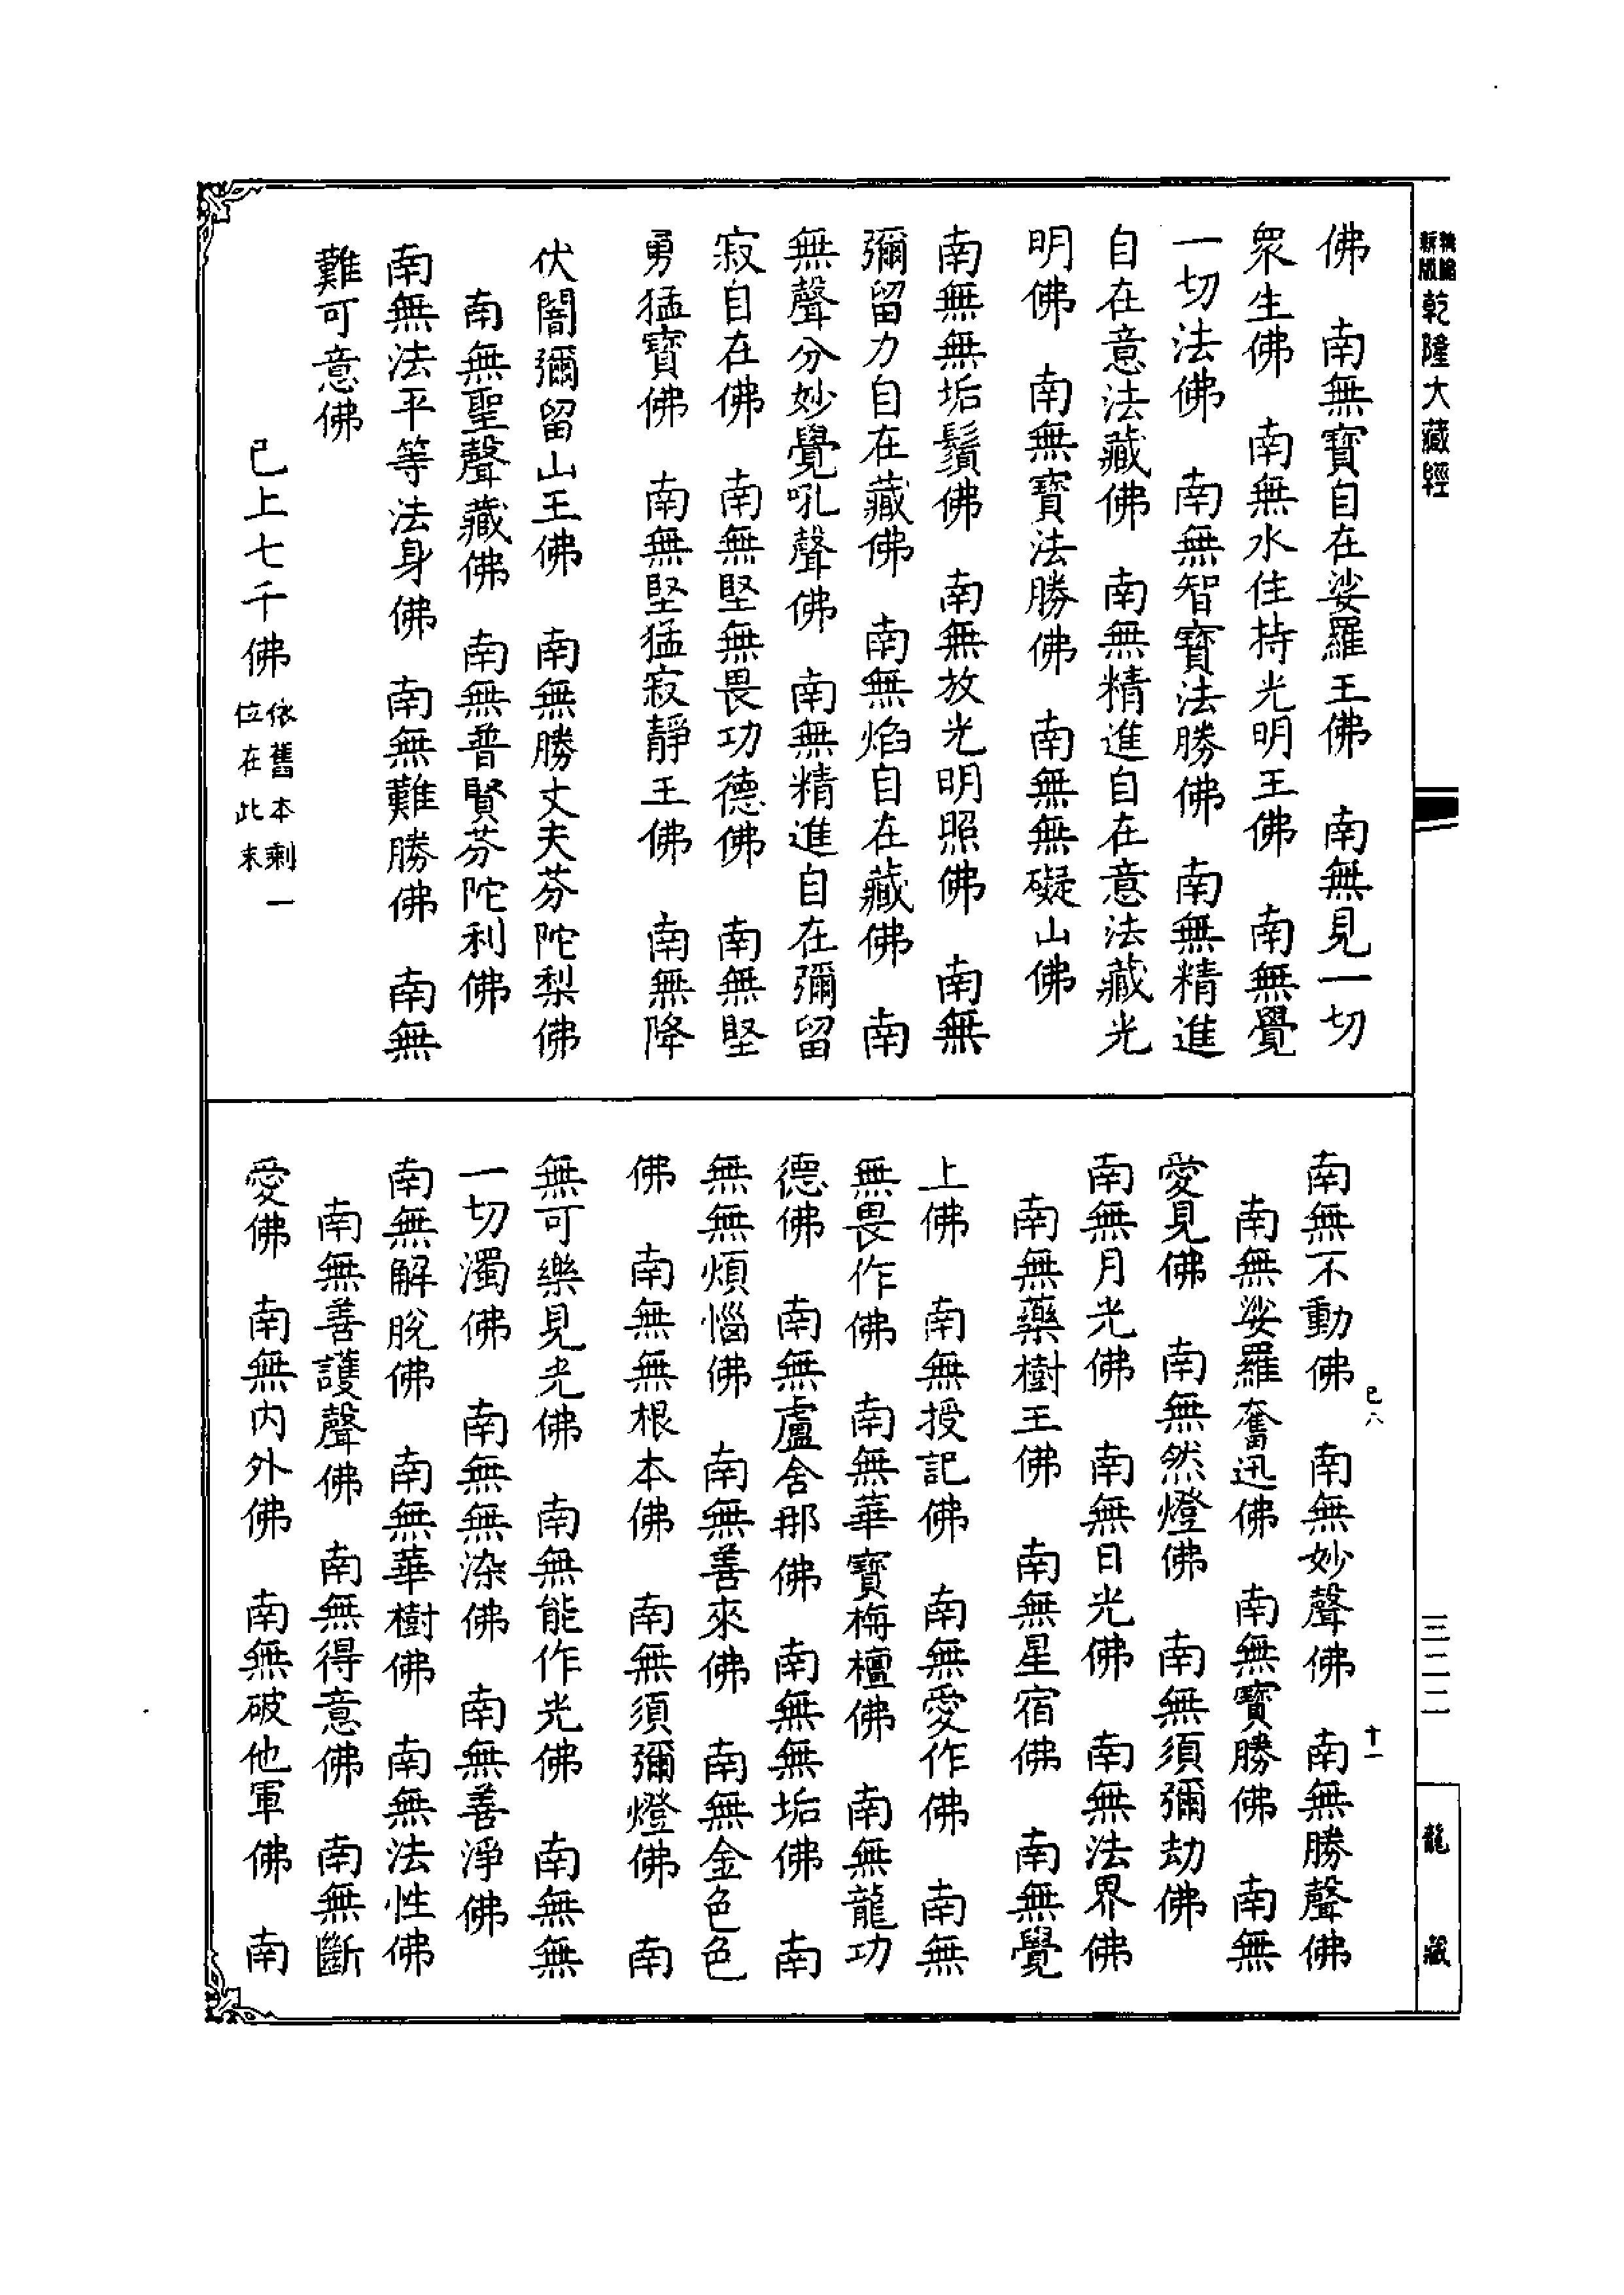 乾隆大藏經
佛　南無寶自在娑羅王佛　南無見一切
眾生佛　南無水住持光明王佛　南無覺
一切法佛　南無智寶法勝佛　南無精進
自在意法藏佛　南無精進自在意法藏光
明佛　南無寶法勝佛　南無無礙山佛
南無無垢鬚佛　南無放光明照佛　南無
彌留力自在藏佛　南無焰自在藏佛　南
無聲分妙覺吼聲佛　南無精進自在彌留
寂自在佛　南無堅無畏功德佛　南無堅
勇猛寶佛　南無堅猛寂靜王佛　南無降
伏闇彌留山王佛　南無勝丈夫芬陀梨佛
南無聖聲藏佛　南無普賢芬陀利佛
南無法平等法身佛　南無難勝佛　南無
難可意佛
已上七千佛 依舊本剩一
位在此末
南無不動佛　南無妙聲佛　南無勝聲佛
南無娑羅奮迅佛　南無寶勝佛　南無
愛見佛　南無然燈佛　南無須彌劫佛
南無月光佛　南無日光佛　南無法界佛
南無藥樹王佛　南無星宿佛　南無覺
上佛　南無授記佛　南無愛作佛　南無
無畏作佛　南無華寶栴檀佛　南無龍功
德佛　南無盧舍那佛　南無無垢佛　南
無無煩惱佛　南無善來佛　南無金色色
佛　南無無根本佛　南無須彌燈佛　南
無可樂見光佛　南無能作光佛　南無無
一切濁佛　南無無染佛　南無善淨佛
南無解脫佛　南無華樹佛　南無法性佛
南無善護聲佛　南無得意佛　南無斷
愛佛　南無内外佛　南無破他軍佛　南
已六
十一
三二二
龍藏